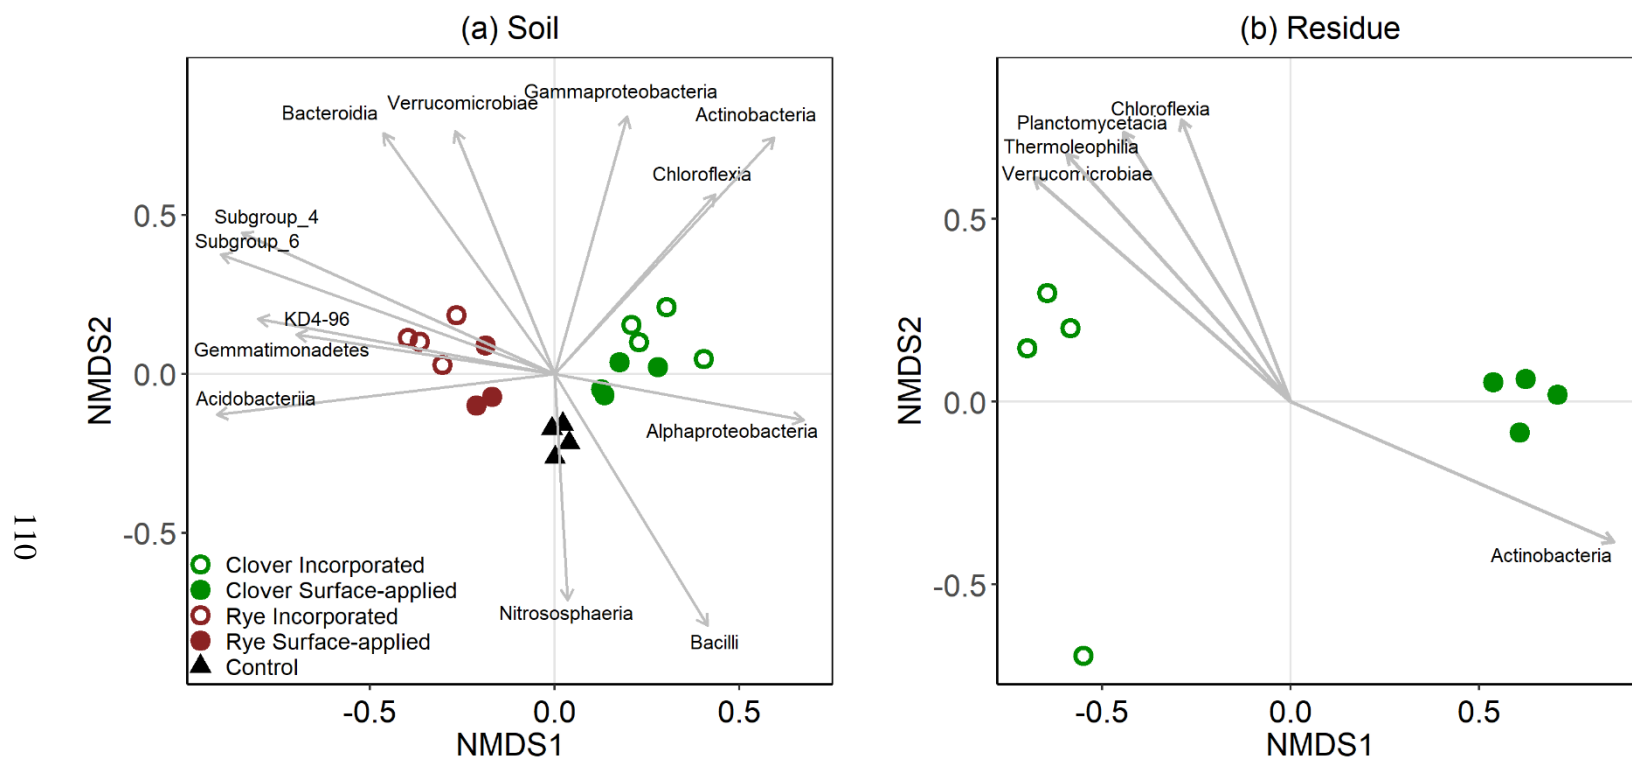 (a) Soil
Gammaproteobacteria
Verrucomicrobiae
Bacteroidia
Actinobacteria
Chloroflexia
Subgroup_4
Subgroup_6
KD4-96
Gemmatimonadetes
Acidobacteriia
Alphaproteobacteria
Nitrososphaeria
Bacilli
Clover Incorporated
Clover Surface-applied
Rye Incorporated
Rye Surface-applied
Control
0.5
0.0
-0.5
NMDS2
-0.5
0.0
0.5
NMDS1
(b) Residue
Chloroflexia
Planctomycetacia
Thermoleophilia
Verrucomicrobiae
Actinobacteria
0.5
0.0
-0.5
NMDS2
-0.5
0.0
0.5
NMDS1
110